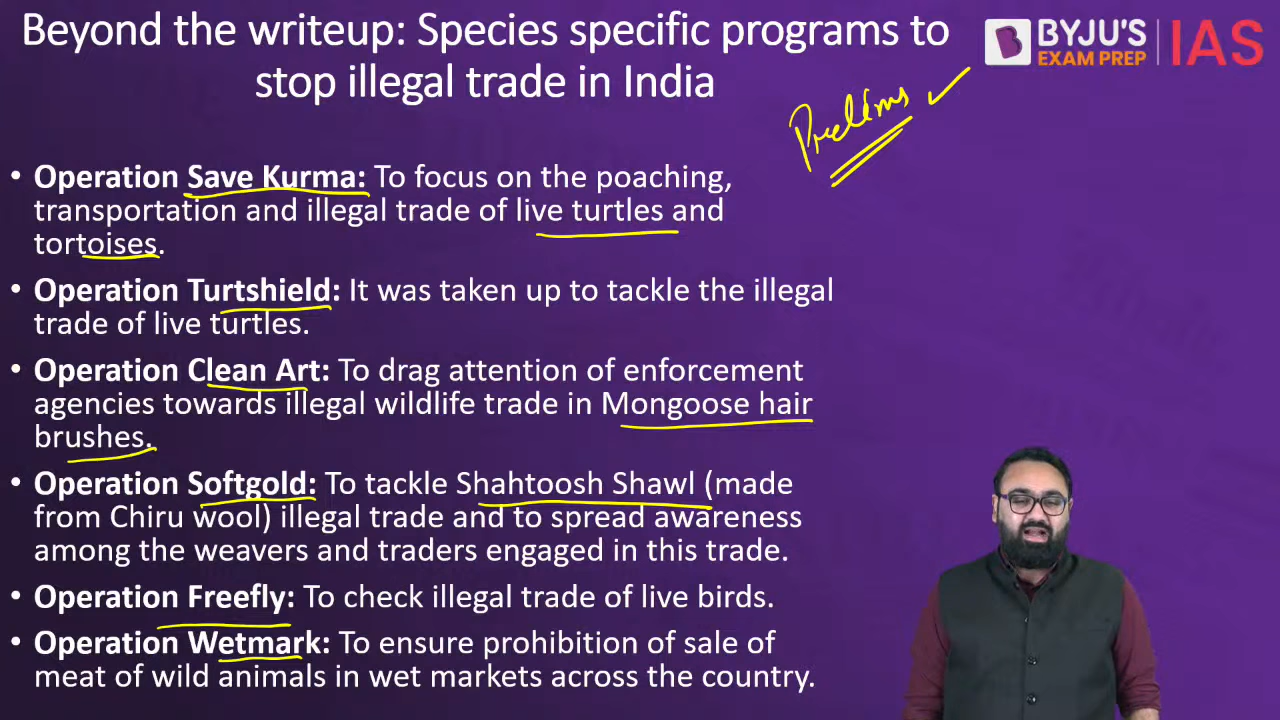 Beyond the writeup: Species specific programs to
stop illegal trade in India
BYJU'S
EXAM PREP
IAS
Prelims ✓
• Operation Save Kurma: To focus on the poaching,
transportation and illegal trade of live turtles and
tortoises.
• Operation Turtshield: It was taken up to tackle the illegal
trade of live turtles.
• Operation Clean Art: To drag attention of enforcement
agencies towards illegal wildlife trade in Mongoose hair
brushes.
• Operation Softgold: To tackle Shahtoosh Shawl (made
from Chiru wool) illegal trade and to spread awareness
among the weavers and traders engaged in this trade.
• Operation Freefly: To check illegal trade of live birds.
• Operation Wetmark: To ensure prohibition of sale of
meat of wild animals in wet markets across the country.